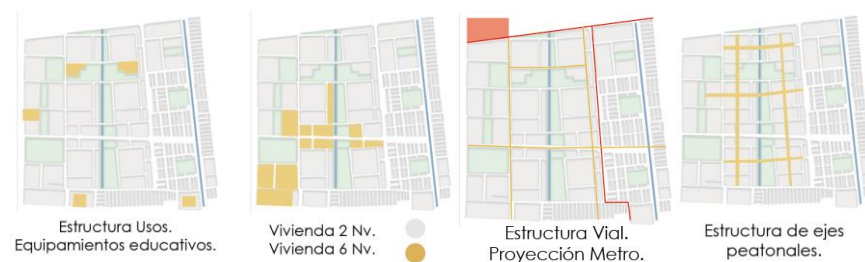 Estructura Usos.
Equipamientos educativos.
Vivienda 2 Nv.
Vivienda 6 Nv.
Estructura Vial.
Proyección Metro.
Estructura de ejes
peatonales.